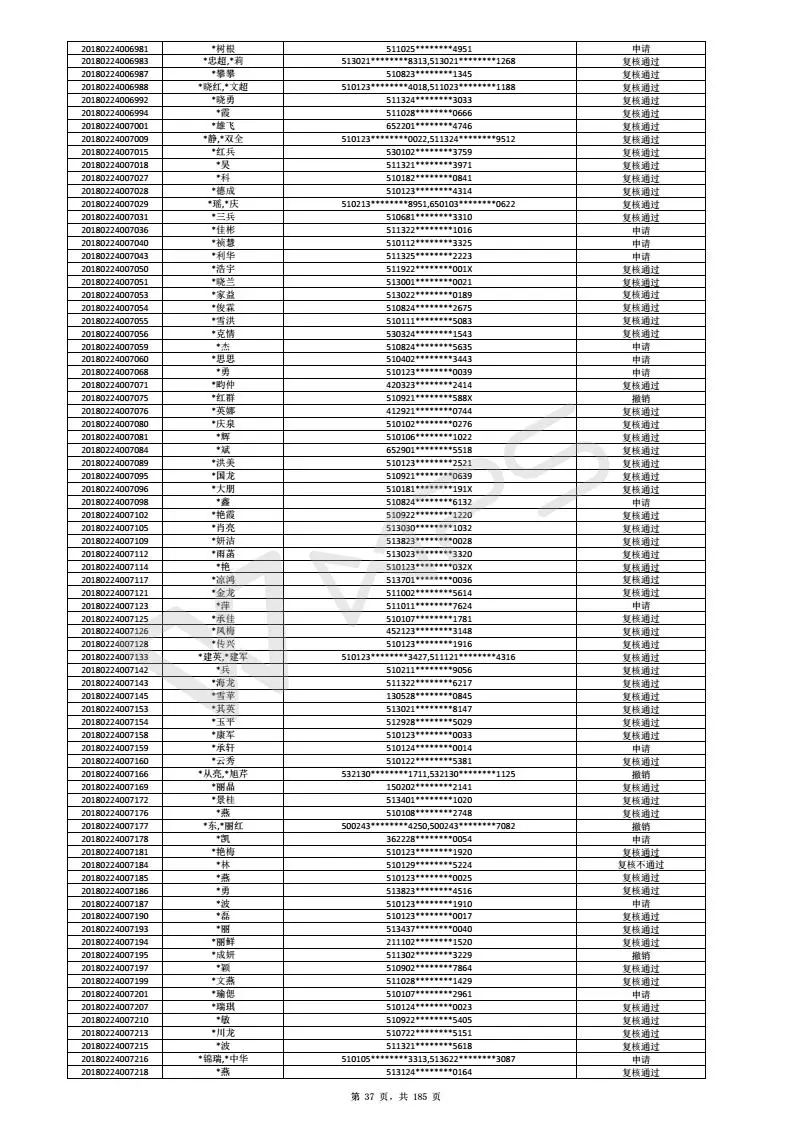 20180224006981 *树根 511025********4951 申请
20180224006983 *忠超,*莉 513021********8313,513021********1268 复核通过
20180224006987 *攀攀 510823********1345 复核通过
20180224006988 *晓红,*文超 510123********4018,511023********1188 复核通过
20180224006992 *晓勇 511324********3033 复核通过
20180224006994 *霞 511028********0666 复核通过
20180224007001 *雄飞 652201********4746 复核通过
20180224007009 *静,*双全 510123********0022,511324********9512 复核通过
20180224007015 *红兵 530102********3759 复核通过
20180224007018 *昊 511321********3971 复核通过
20180224007027 *科 510182********0841 复核通过
20180224007028 *德成 510123********4314 复核通过
20180224007029 *瑶,*庆 510213********8951,650103********0622 复核通过
20180224007031 *三兵 510681********3310 复核通过
20180224007036 *佳彬 511322********1016 申请
20180224007040 *祯慧 510112********3325 申请
20180224007043 *利华 511325********2223 申请
20180224007050 *浩宇 511922********001X 复核通过
20180224007051 *晓兰 513001********0021 复核通过
20180224007053 *家益 513022********0189 复核通过
20180224007054 *俊霖 510824********2675 复核通过
20180224007055 *雪洪 510111********5083 复核通过
20180224007056 *克情 530324********1543 复核通过
20180224007059 *杰 510824********5635 申请
20180224007060 *思思 510402********3443 申请
20180224007068 *勇 510123********0039 申请
20180224007071 *昀仲 420323********2414 复核通过
20180224007075 *红群 510921********588X 撤销
20180224007076 *英娜 412921********0744 复核通过
20180224007080 *庆泉 510102********0276 复核通过
20180224007081 *辉 510106********1022 复核通过
20180224007084 *斌 652901********5518 复核通过
20180224007089 *洪美 510123********2521 复核通过
20180224007095 *国龙 510921********0639 复核通过
20180224007096 *大朋 510181********191X 复核通过
20180224007098 *鑫 510824********6132 申请
20180224007102 *艳霞 510922********1220 复核通过
20180224007105 *肖亮 513030********1032 复核通过
20180224007109 *妍洁 513823********0028 复核通过
20180224007112 *雨菡 513023********3320 复核通过
20180224007114 *艳 510123********032X 复核通过
20180224007117 *凉鸿 513701********0036 复核通过
20180224007121 *金龙 511002********5614 复核通过
20180224007123 *萍 511011********7624 申请
20180224007125 *承佳 510107********1781 复核通过
20180224007126 *凤梅 452123********3148 复核通过
20180224007128 *传兴 510123********1916 复核通过
20180224007133 *建英,*建军 510123********3427,511121********4316 复核通过
20180224007142 *兵 510211********9056 复核通过
20180224007143 *海龙 511322********6217 复核通过
20180224007145 *雪苹 130528********0845 复核通过
20180224007153 *其英 513021********8147 复核通过
20180224007154 *玉平 512928********5029 复核通过
20180224007158 *康军 510123********0033 复核通过
20180224007159 *承轩 510124********0014 申请
20180224007160 *云秀 510122********5381 复核通过
20180224007166 *从亮,*旭芹 532130********1711,532130********1125 撤销
20180224007169 *丽晶 150202********2141 复核通过
20180224007172 *景桂 513401********1020 复核通过
20180224007176 *燕 510108********2748 复核通过
20180224007177 *东,*丽红 500243********4250,500243********7082 撤销
20180224007178 *凯 362228********0054 申请
20180224007181 *艳梅 510123********1920 复核通过
20180224007184 *林 510129********5224 复核不通过
20180224007185 *燕 510123********0025 复核通过
20180224007186 *勇 513823********4516 复核通过
20180224007187 *波 510123********1910 申请
20180224007190 *磊 510123********0017 复核通过
20180224007193 *丽 513437********0040 复核通过
20180224007194 *丽鲜 211102********1520 复核通过
20180224007195 *成妍 511302********3229 撤销
20180224007197 *颖 510902********7864 复核通过
20180224007199 *文燕 511028********1429 复核通过
20180224007201 *瑜偲 510107********2961 申请
20180224007207 *瑞琪 510124********0023 复核通过
20180224007210 *敏 510922********5405 复核通过
20180224007213 *川龙 510722********5151 复核通过
20180224007215 *波 511321********5618 复核通过
20180224007216 *锦瑞,*中华 510105********3313,513622********3087 申请
20180224007218 *燕 513124********0164 复核通过
第 37 页，共 185 页